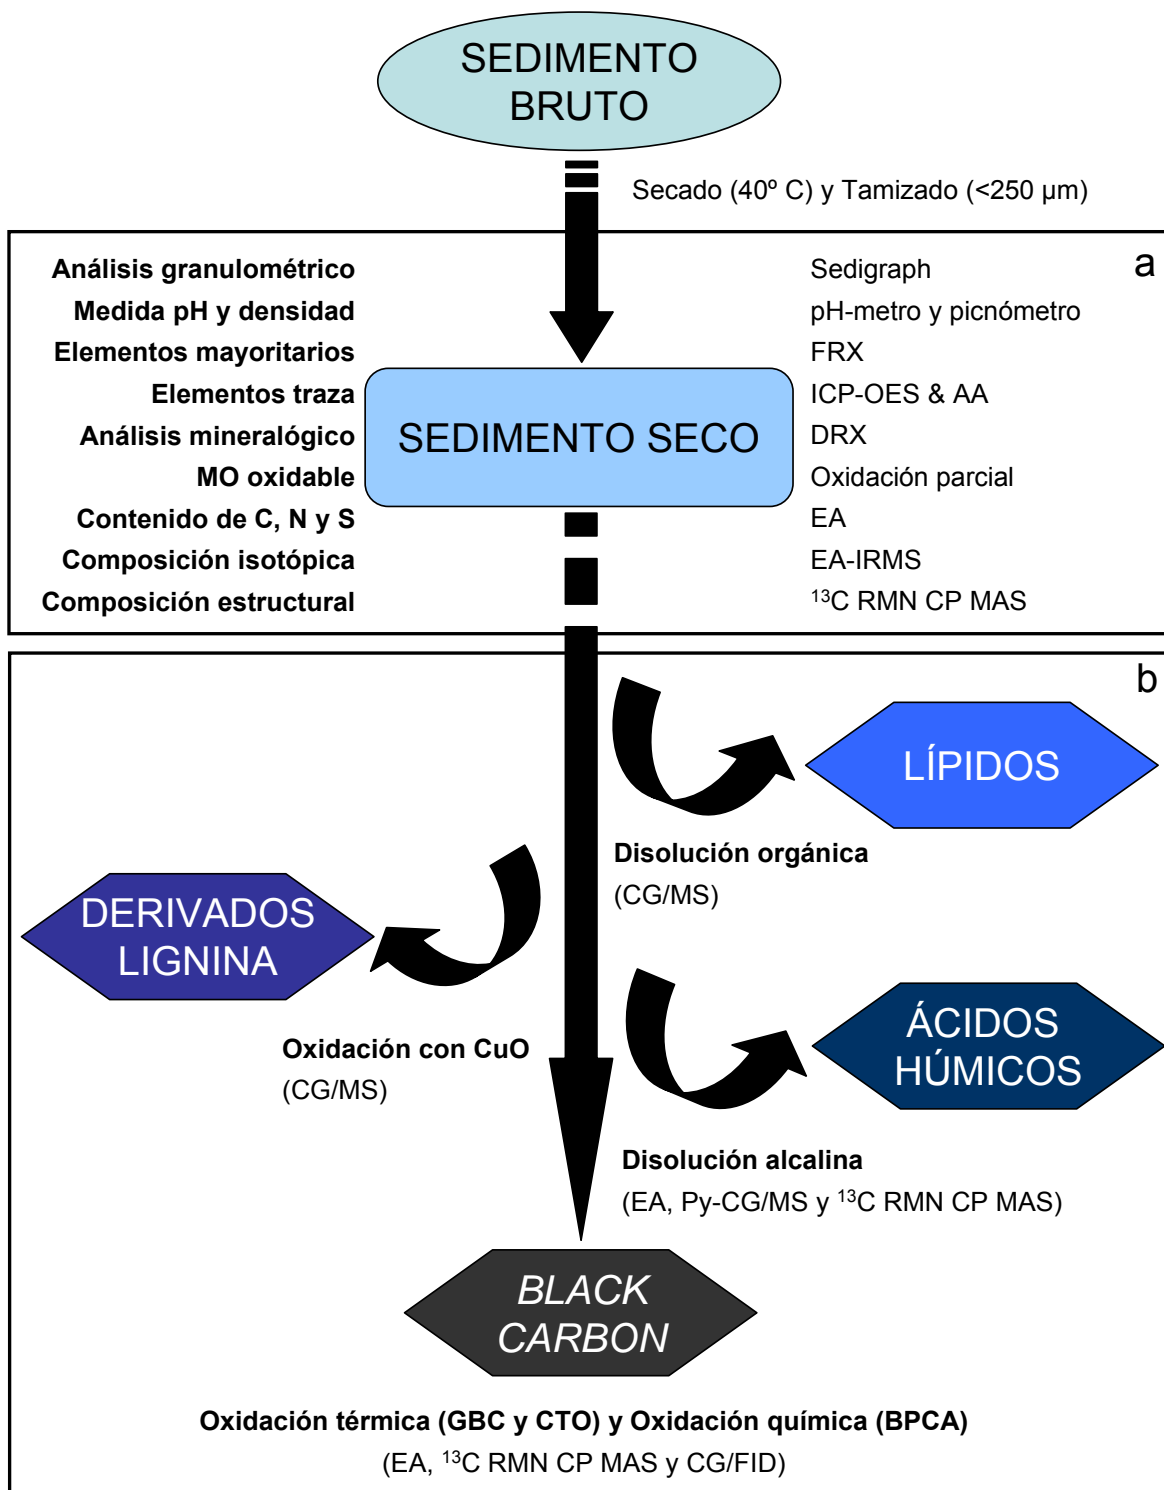 SEDIMENTO
BRUTO
Secado (40º C) y Tamizado (<250 µm)
a
Análisis granulométrico
Sedigraph
Medida pH y densidad
pH-metro y picnómetro
Elementos mayoritarios
FRX
Elementos traza
ICP-OES & AA
Análisis mineralógico
DRX
MO oxidable
Oxidación parcial
Contenido de C, N y S
EA
Composición isotópica
EA-IRMS
Composición estructural
¹³C RMN CP MAS
SEDIMENTO SECO
b
LÍPIDOS
Disolución orgánica
(CG/MS)
DERIVADOS
LIGNINA
Oxidación con CuO
(CG/MS)
ÁCIDOS
HÚMICOS
Disolución alcalina
(EA, Py-CG/MS y ¹³C RMN CP MAS)
BLACK
CARBON
Oxidación térmica (GBC y CTO) y Oxidación química (BPCA)
(EA, ¹³C RMN CP MAS y CG/FID)